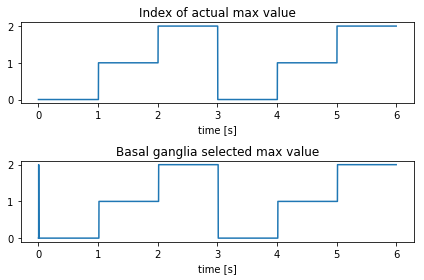 Index of actual max value
2
1
0
0 1 2 3 4 5 6
time [s]
Basal ganglia selected max value
2
1
0
0 1 2 3 4 5 6
time [s]